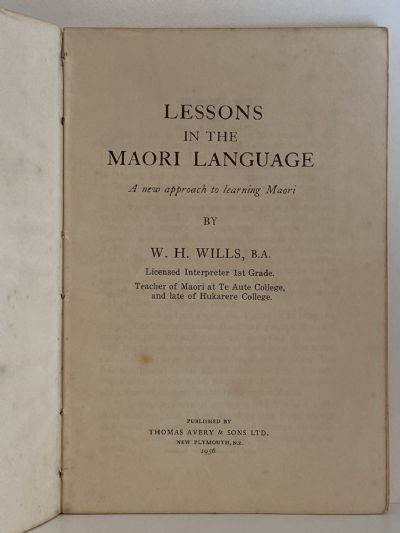 LESSONS
IN THE
MAORI LANGUAGE
A new approach to learning Maori
BY
W. H. WILLS, B.A.
Licensed Interpreter 1st Grade.
Teacher of Maori at Te Aute College,
and late of Hukarere College.
PUBLISHED BY
THOMAS AVERY & SONS LTD.
NEW PLYMOUTH, N.Z.
1956